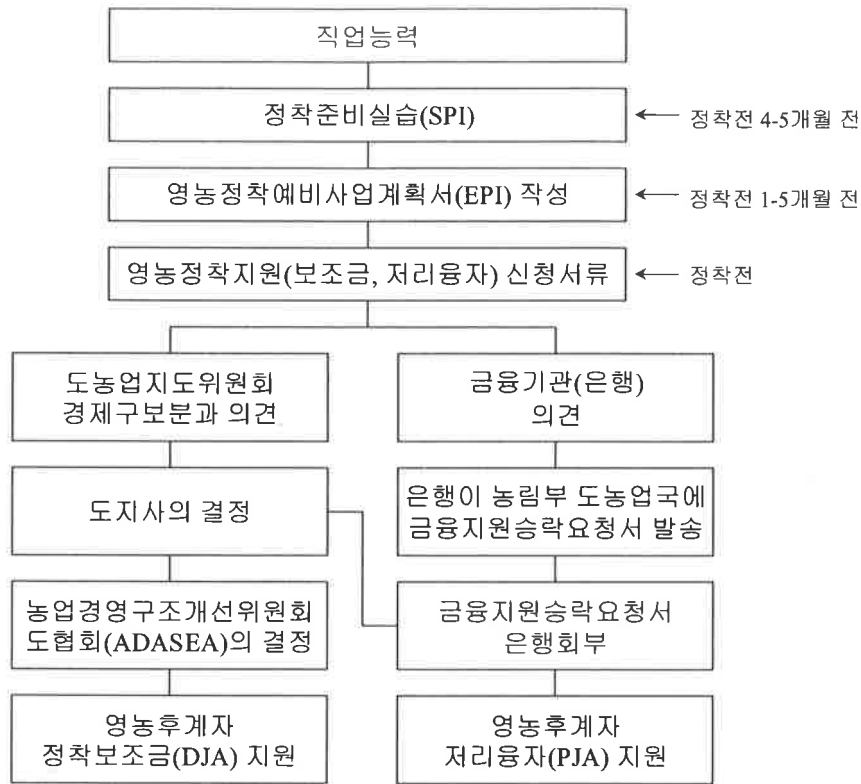 직업능력
정착준비실습(SPI)
정착전 4-5개월 전
영농정착예비사업계획서(EPI) 작성
정착전 1-5개월 전
영농정착지원(보조금, 저리융자) 신청서류
정착전
도농업지도위원회
경제구보분과 의견
금융기관(은행)
의견
도지사의 결정
은행이 농림부 도농업국에
금융지원승락요청서 발송
농업경영구조개선위원회
도협회(ADASEA)의 결정
금융지원승락요청서
은행회부
영농후계자
정착보조금(DJA) 지원
영농후계자
저리융자(PJA) 지원